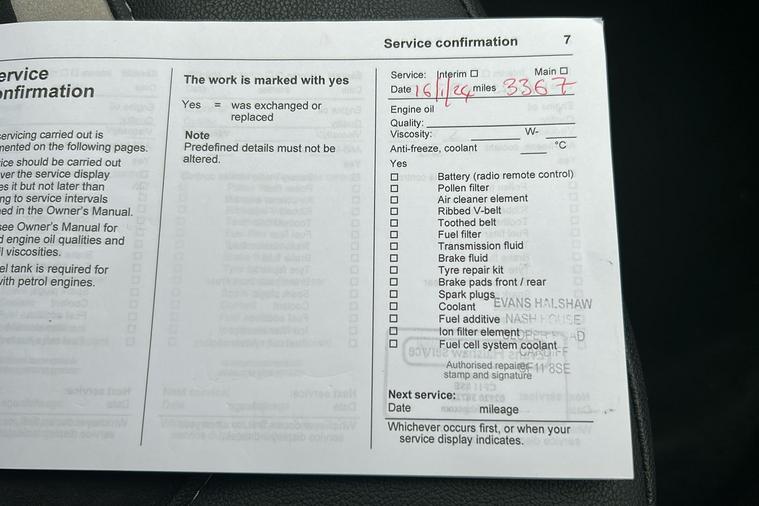 Service confirmation 7
ervice
onfirmation
ervicing carried out is
mented on the following pages.
ice should be carried out
ver the service display
es it but not later than
ng to service intervals
ed in the Owner's Manual.
see Owner's Manual for
d engine oil qualities and
l viscosities.
el tank is required for
with petrol engines.
The work is marked with yes
Yes = was exchanged or
replaced
Note
Predefined details must not be
altered.
Service: Interim ☐ Main ☐
Date 16/1/24 miles 3367
Engine oil
Quality:
Viscosity: W-
Anti-freeze, coolant °C
Yes
☐ Battery (radio remote control)
☐ Pollen filter
☐ Air cleaner element
☐ Ribbed V-belt
☐ Toothed belt
☐ Fuel filter
☐ Transmission fluid
☐ Brake fluid
☐ Tyre repair kit
☐ Brake pads front / rear
☐ Spark plugs
☐ Coolant
☐ Fuel additive
☐ Ion filter element
☐ Fuel cell system coolant
EVANS HALSHAW
NASH HOUSE
CARDIFF
CF11 8SE
Authorised repairer
stamp and signature
Next service:
Date mileage
Whichever occurs first, or when your
service display indicates.